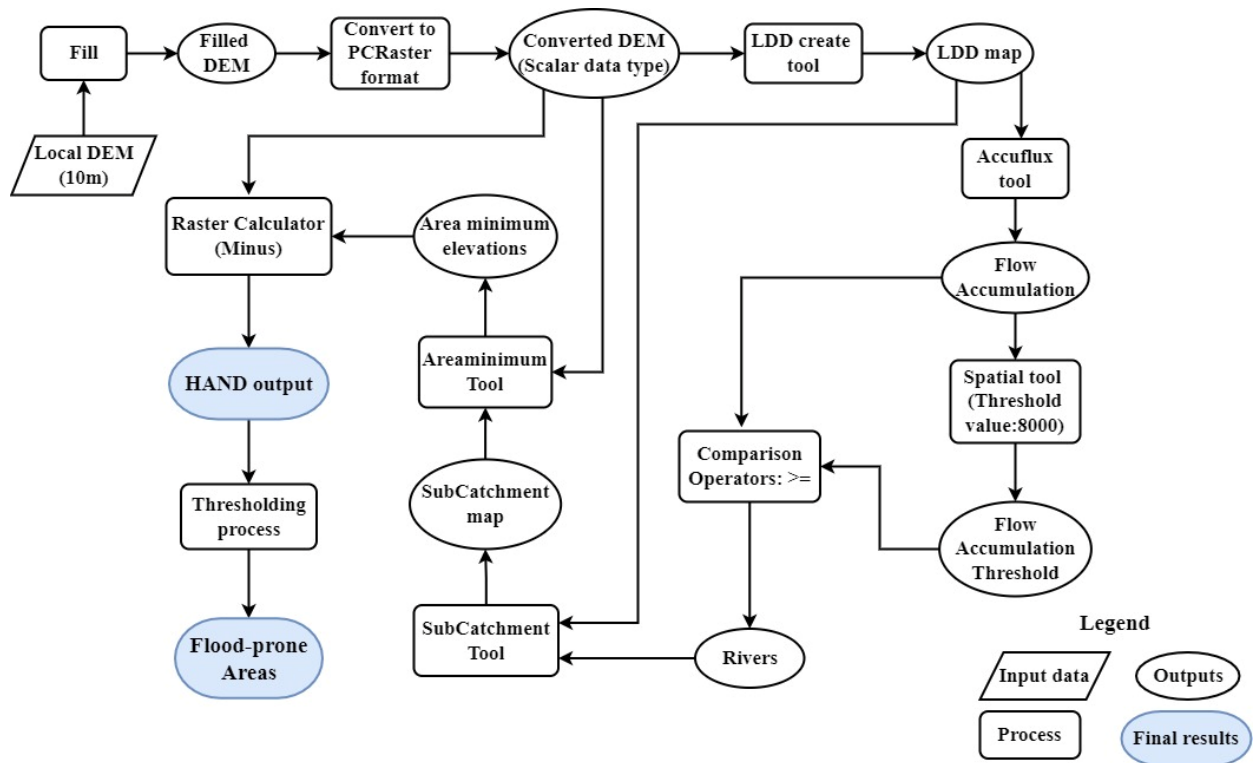 Fill
Filled
DEM
Convert to
PCRaster
format
Converted DEM
(Scalar data type)
LDD create
tool
LDD map
Local DEM
(10m)
Accuflux
tool
Raster Calculator
(Minus)
Area minimum
elevations
Flow
Accumulation
HAND output
Areaminimum
Tool
Spatial tool
(Threshold
value:8000)
Comparison
Operators: >=
Thresholding
process
SubCatchment
map
Flow
Accumulation
Threshold
Flood-prone
Areas
SubCatchment
Tool
Rivers
Legend
Input data
Outputs
Process
Final results